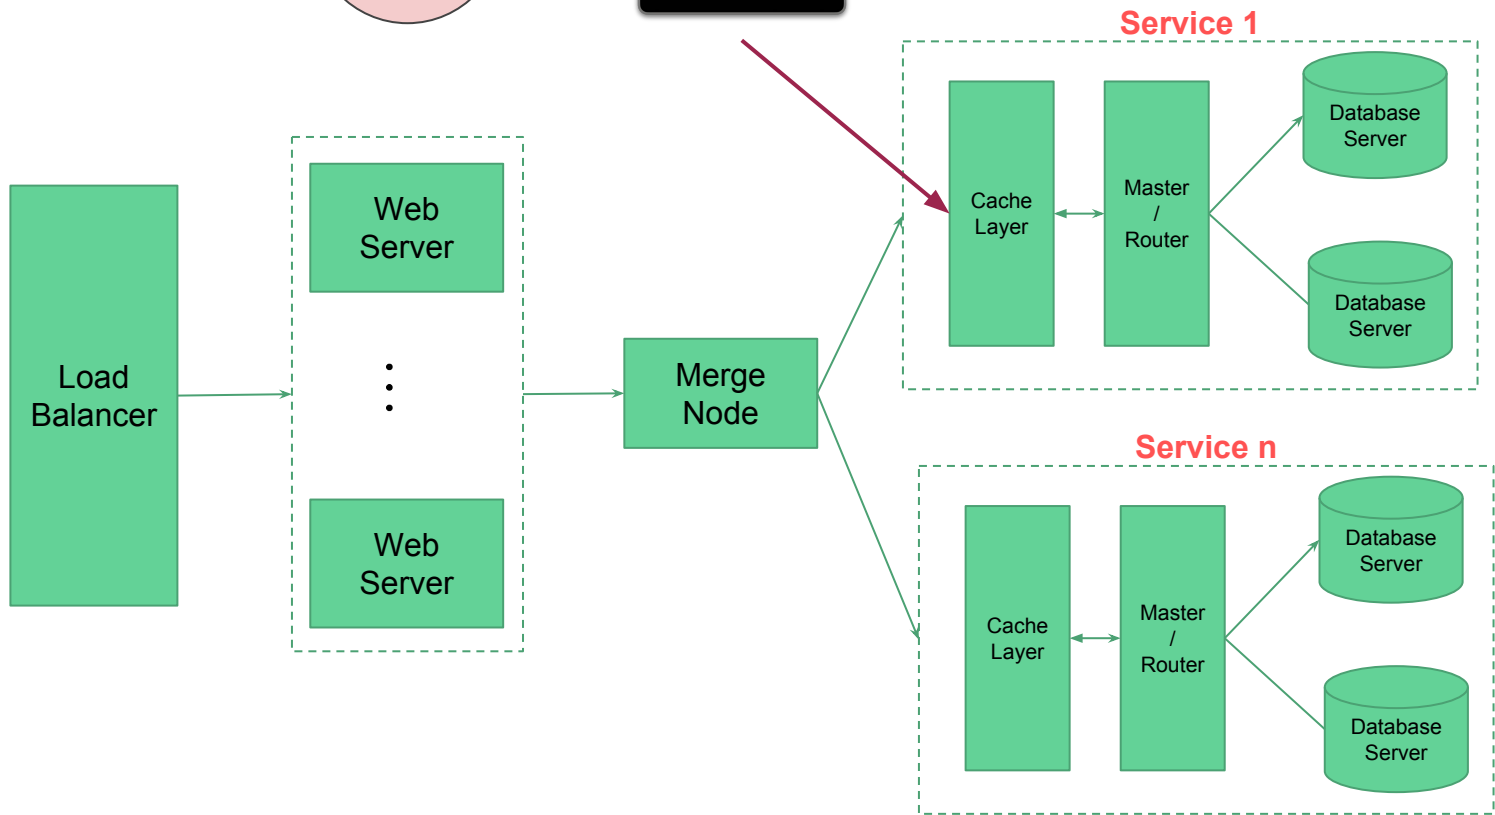 Service 1
Database
Server
Cache
Layer
Master
/
Router
Database
Server
Web
Server
Load
Balancer
Merge
Node
Web
Server
Service n
Database
Server
Cache
Layer
Master
/
Router
Database
Server